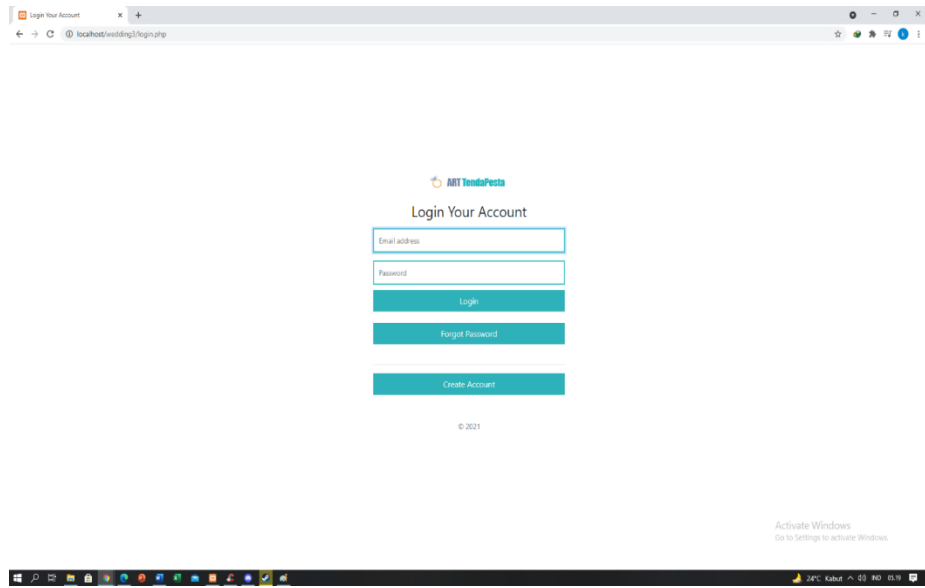 Login Your Account
localhost/wedding3/login.php
ART TendaPesta
Login Your Account
Email address
Password
Login
Forgot Password
Create Account
© 2021
Activate Windows
Go to Settings to activate Windows.
24°C Kabut
IND
05.19